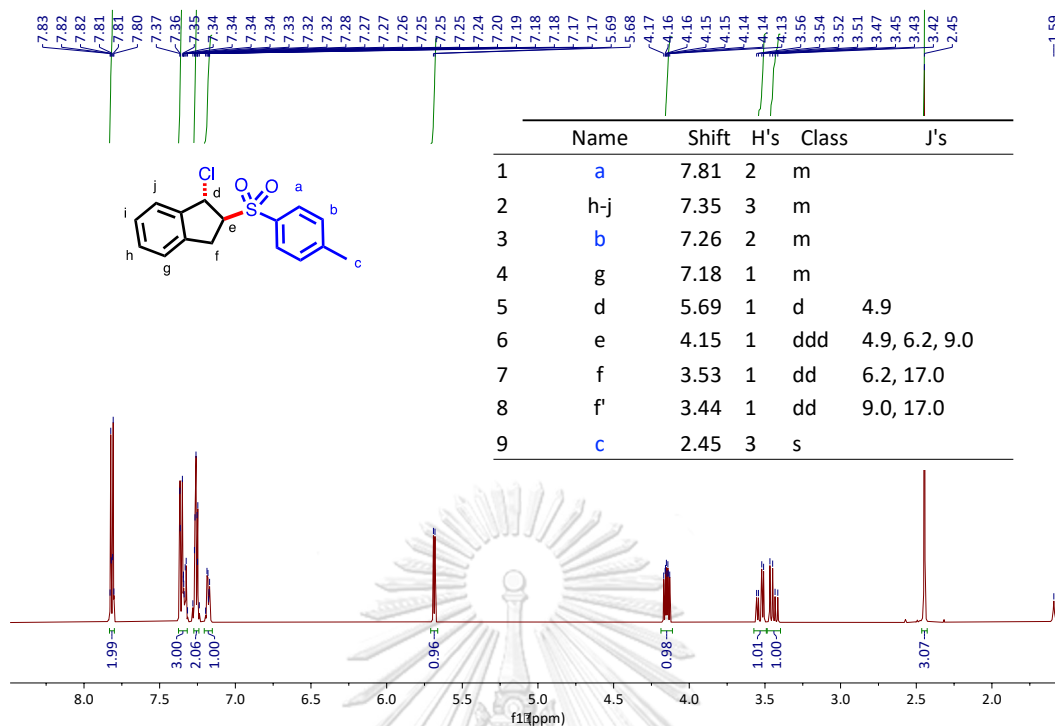 7.83 7.82 7.82 7.81 7.81 7.80 7.37 7.36 7.35 7.34 7.34 7.34 7.34 7.33 7.32 7.32 7.28 7.27 7.27 7.26 7.25 7.25 7.25 7.24 7.20 7.19 7.18 7.18 7.17 7.17 5.69 5.68 4.17 4.16 4.16 4.15 4.15 4.14 4.14 4.13 3.56 3.54 3.52 3.51 3.47 3.45 3.43 3.42 2.45 1.59
Name Shift H's Class J's
1 a 7.81 2 m
2 h-j 7.35 3 m
3 b 7.26 2 m
4 g 7.18 1 m
5 d 5.69 1 d 4.9
6 e 4.15 1 ddd 4.9, 6.2, 9.0
7 f 3.53 1 dd 6.2, 17.0
8 f' 3.44 1 dd 9.0, 17.0
9 c 2.45 3 s
Cl
j d O O a
i S b
e
h f c
g
1.99 3.00 2.06 1.00 0.96 0.98 1.01 1.00 3.07
8.0 7.5 7.0 6.5 6.0 5.5 5.0 4.5 4.0 3.5 3.0 2.5 2.0
f1 (ppm)